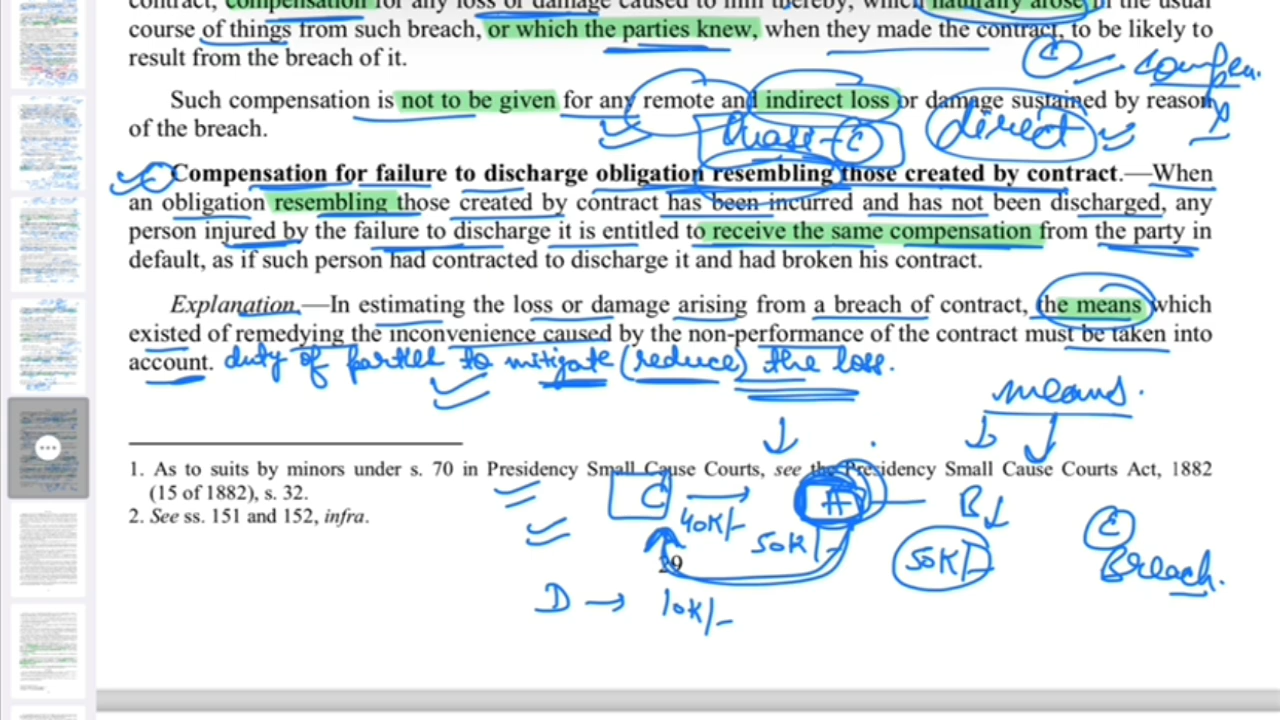 contract, compensation for any loss or damage caused to him thereby, which naturally arose in the usual
course of things from such breach, or which the parties knew, when they made the contract, to be likely to
result from the breach of it.
Such compensation is not to be given for any remote and indirect loss or damage sustained by reason
of the breach.
Quasi-C
direct
Compensation for failure to discharge obligation resembling those created by contract.—When
an obligation resembling those created by contract has been incurred and has not been discharged, any
person injured by the failure to discharge it is entitled to receive the same compensation from the party in
default, as if such person had contracted to discharge it and had broken his contract.
Explanation.—In estimating the loss or damage arising from a breach of contract, the means which
existed of remedying the inconvenience caused by the non-performance of the contract must be taken into
account.
duty of parties to mitigate (reduce) the loss.
means.
1. As to suits by minors under s. 70 in Presidency Small Cause Courts, see the Presidency Small Cause Courts Act, 1882
(15 of 1882), s. 32.
2. See ss. 151 and 152, infra.
C
40K/-
A
50K/-
B
50K/-
C
Breach.
29
D → 10K/-